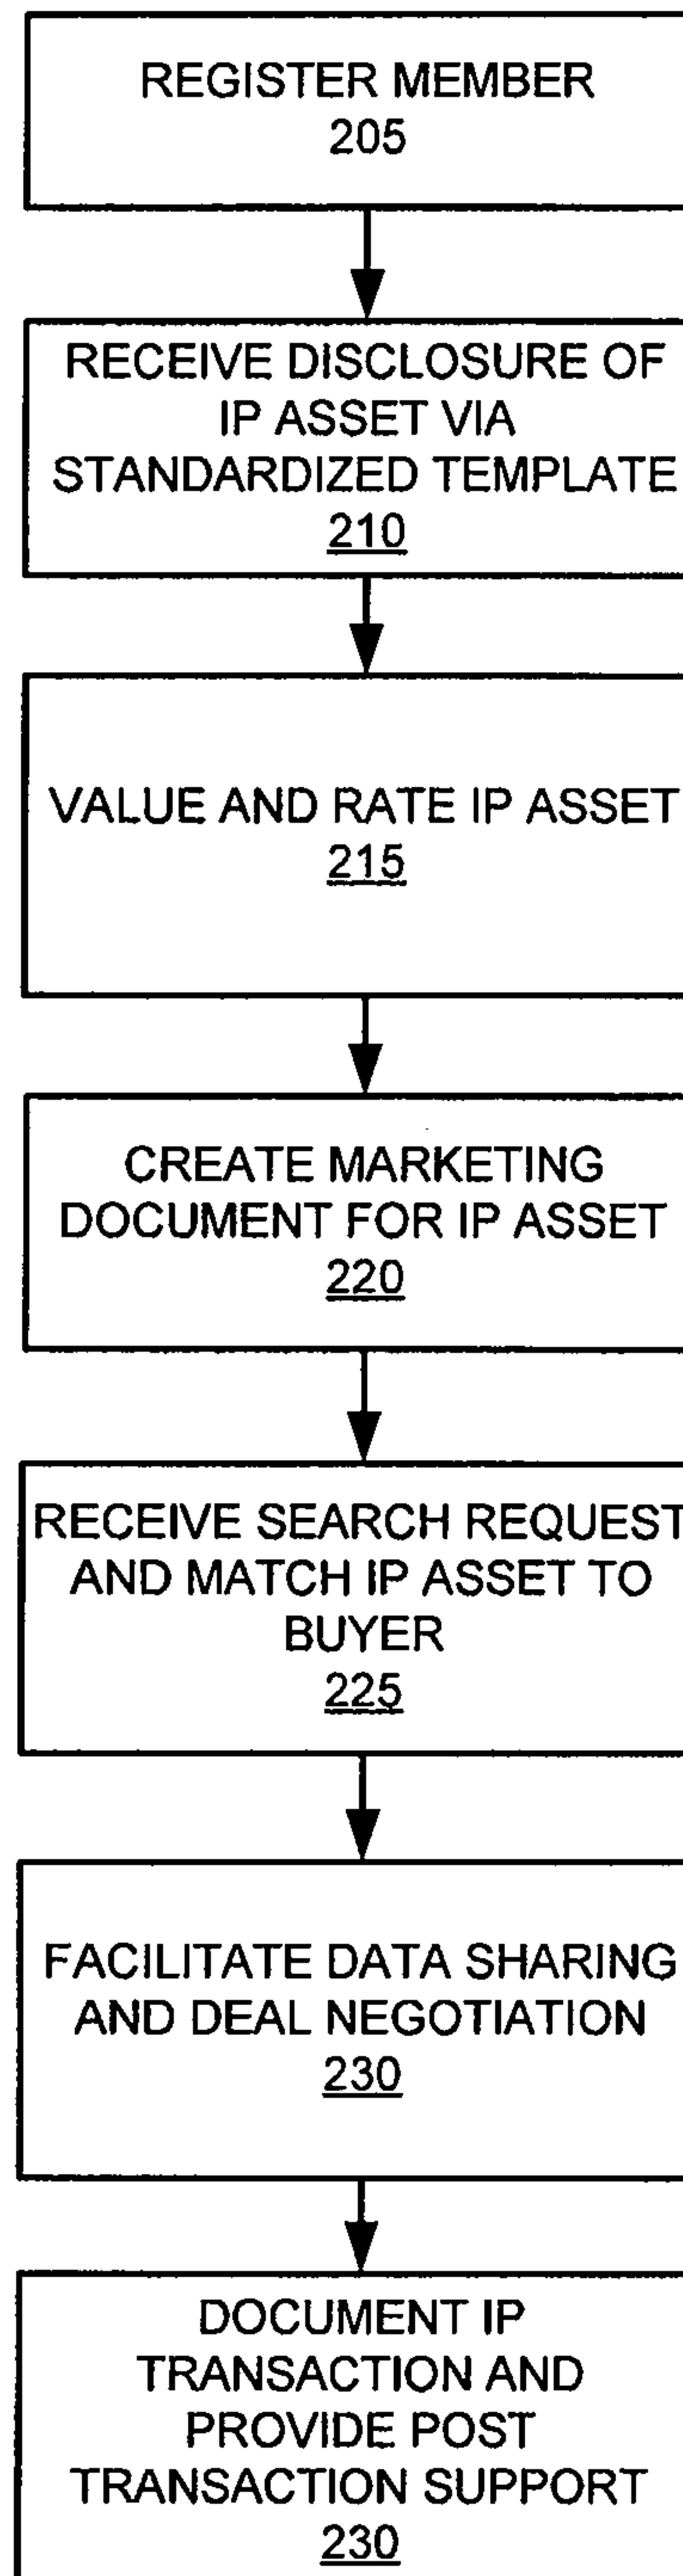 REGISTER MEMBER
205
RECEIVE DISCLOSURE OF
IP ASSET VIA
STANDARDIZED TEMPLATE
210
VALUE AND RATE IP ASSET
215
CREATE MARKETING
DOCUMENT FOR IP ASSET
220
RECEIVE SEARCH REQUEST
AND MATCH IP ASSET TO
BUYER
225
FACILITATE DATA SHARING
AND DEAL NEGOTIATION
230
DOCUMENT IP
TRANSACTION AND
PROVIDE POST
TRANSACTION SUPPORT
230